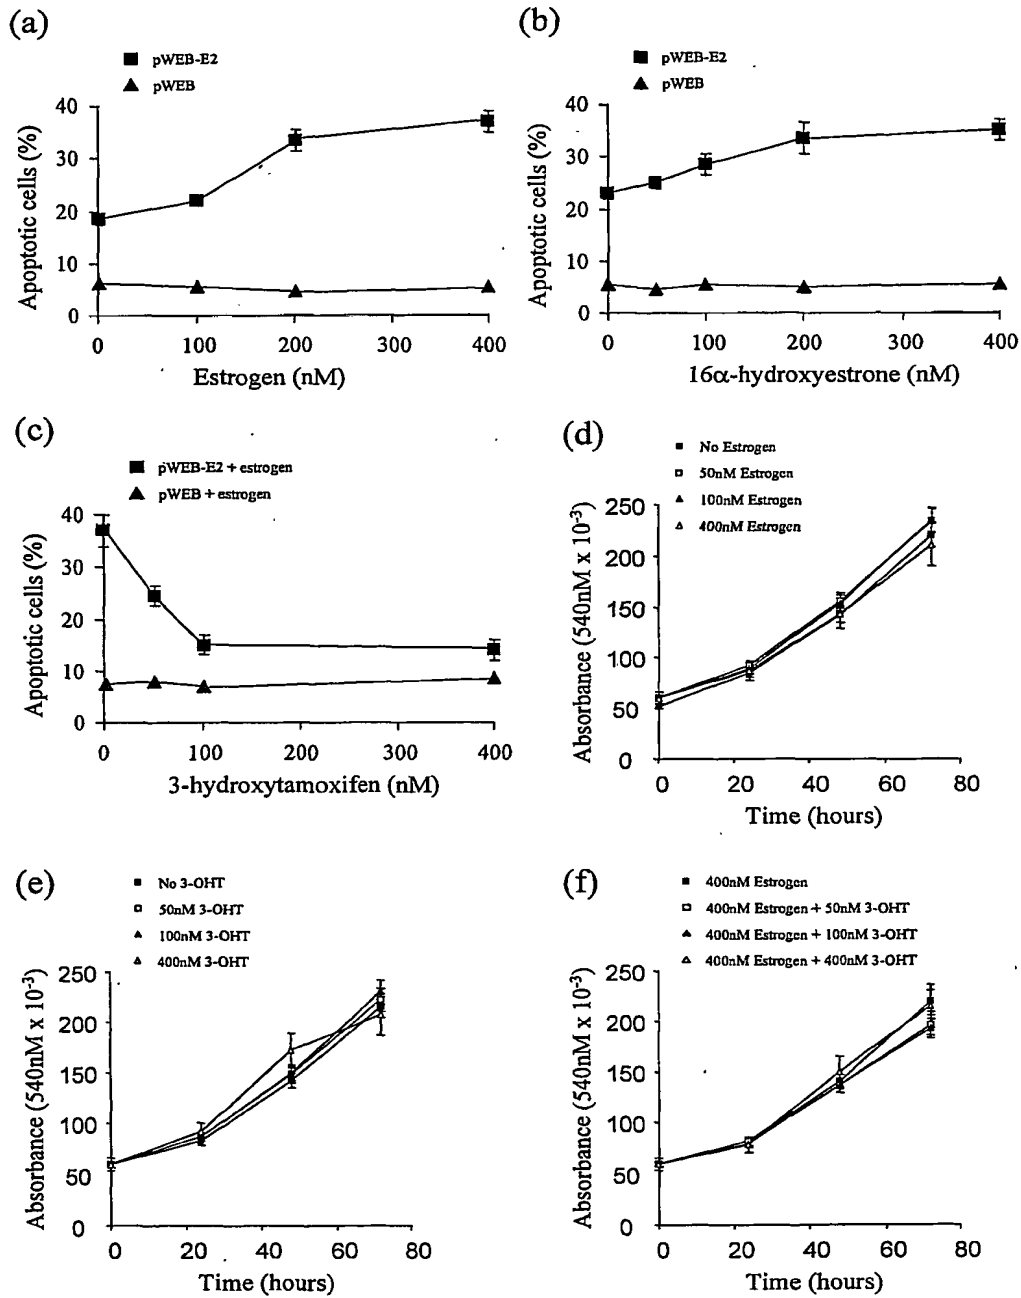 (a)
pWEB-E2
pWEB
Apoptotic cells (%)
40
30
20
10
0
0 100 200 300 400
Estrogen (nM)
(b)
pWEB-E2
pWEB
Apoptotic cells (%)
40
30
20
10
0
0 100 200 300 400
16α-hydroxyestrone (nM)
(c)
pWEB-E2 + estrogen
pWEB + estrogen
Apoptotic cells (%)
40
30
20
10
0
0 100 200 300 400
3-hydroxytamoxifen (nM)
(d)
No Estrogen
50nM Estrogen
100nM Estrogen
400nM Estrogen
Absorbance (540nM x 10⁻³)
250
200
150
100
50
0
0 20 40 60 80
Time (hours)
(e)
No 3-OHT
50nM 3-OHT
100nM 3-OHT
400nM 3-OHT
Absorbance (540nM x 10⁻³)
250
200
150
100
50
0
0 20 40 60 80
Time (hours)
(f)
400nM Estrogen
400nM Estrogen + 50nM 3-OHT
400nM Estrogen + 100nM 3-OHT
400nM Estrogen + 400nM 3-OHT
Absorbance (540nM x 10⁻³)
250
200
150
100
50
0
0 20 40 60 80
Time (hours)